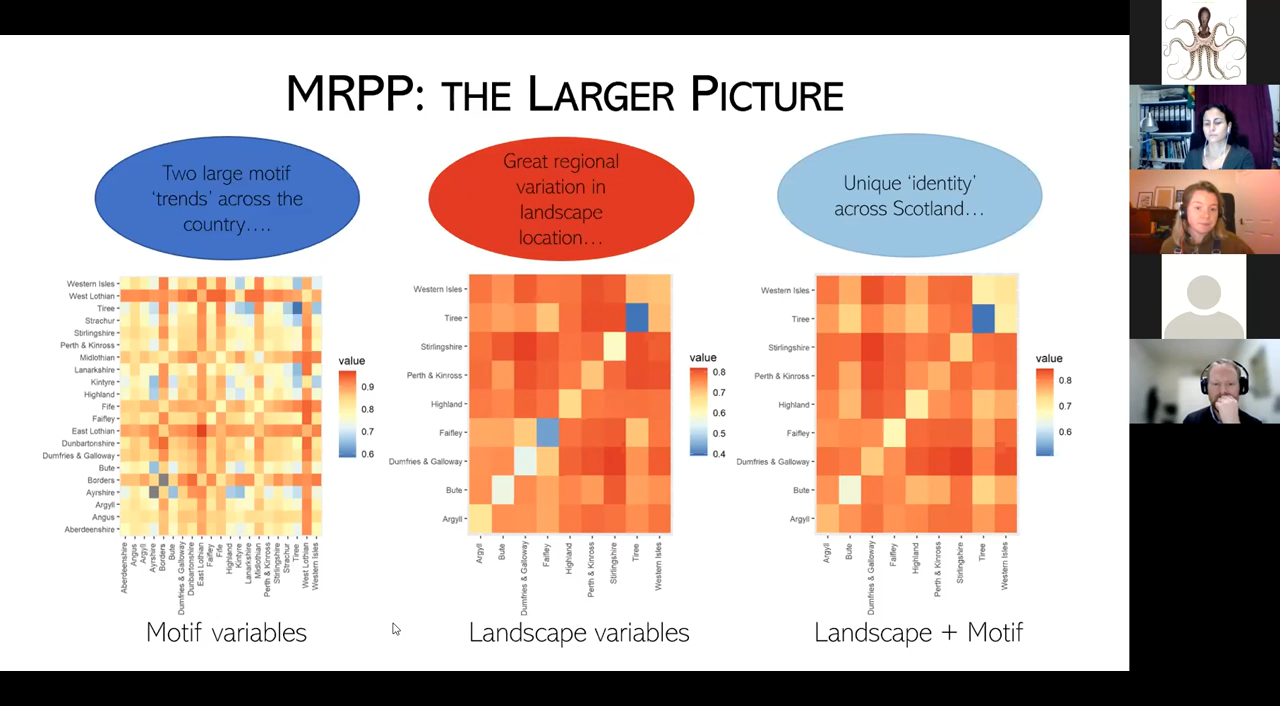 MRPP: THE LARGER PICTURE
Two large motif
‘trends’ across the
country….
Great regional
variation in
landscape
location…
Unique ‘identity’
across Scotland…
Western Isles
West Lothian
Tiree
Strachur
Stirlingshire
Perth & Kinross
Midlothian
Lanarkshire
Kintyre
Highland
Fife
Faifley
East Lothian
Dunbartonshire
Dumfries & Galloway
Bute
Borders
Ayrshire
Argyll
Angus
Aberdeenshire
Aberdeenshire
Angus
Argyll
Ayrshire
Borders
Bute
Dumfries & Galloway
Dunbartonshire
East Lothian
Faifley
Fife
Highland
Kintyre
Lanarkshire
Midlothian
Perth & Kinross
Stirlingshire
Strachur
Tiree
West Lothian
Western Isles
value
0.9
0.8
0.7
0.6
Motif variables
Western Isles
Tiree
Stirlingshire
Perth & Kinross
Highland
Faifley
Dumfries & Galloway
Bute
Argyll
Argyll
Bute
Dumfries & Galloway
Faifley
Highland
Perth & Kinross
Stirlingshire
Tiree
Western Isles
value
0.8
0.7
0.6
0.5
0.4
Landscape variables
Western Isles
Tiree
Stirlingshire
Perth & Kinross
Highland
Faifley
Dumfries & Galloway
Bute
Argyll
Argyll
Bute
Dumfries & Galloway
Faifley
Highland
Perth & Kinross
Stirlingshire
Tiree
Western Isles
value
0.8
0.7
0.6
Landscape + Motif